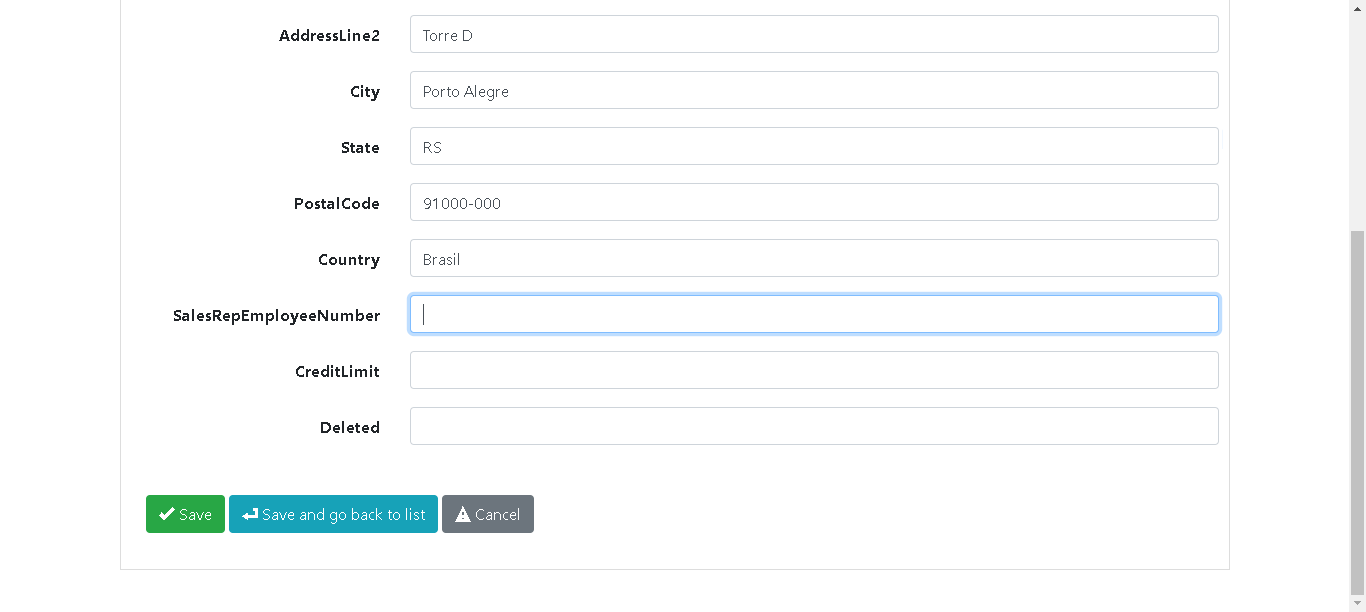 AddressLine2 Torre D
City Porto Alegre
State RS
PostalCode 91000-000
Country Brasil
SalesRepEmployeeNumber
CreditLimit
Deleted
Save Save and go back to list Cancel